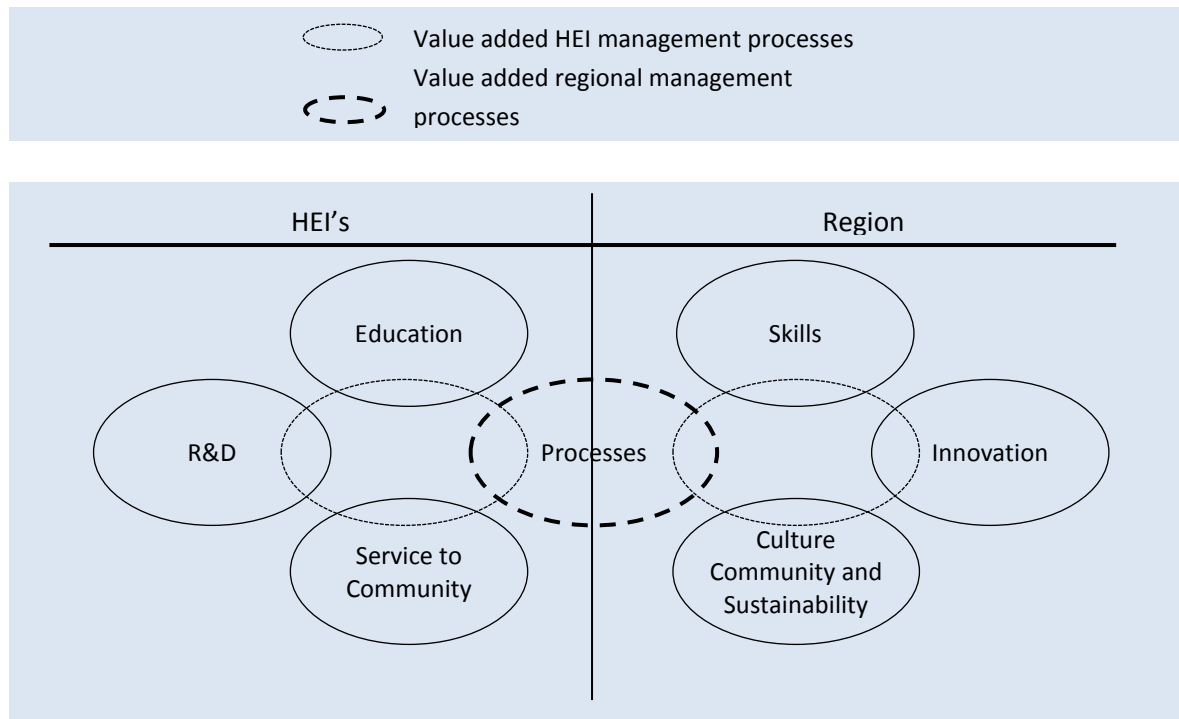 Value added HEI management processes
Value added regional management
processes
HEI's
Region
Education
Skills
R&D
Processes
Innovation
Service to
Community
Culture
Community and
Sustainability